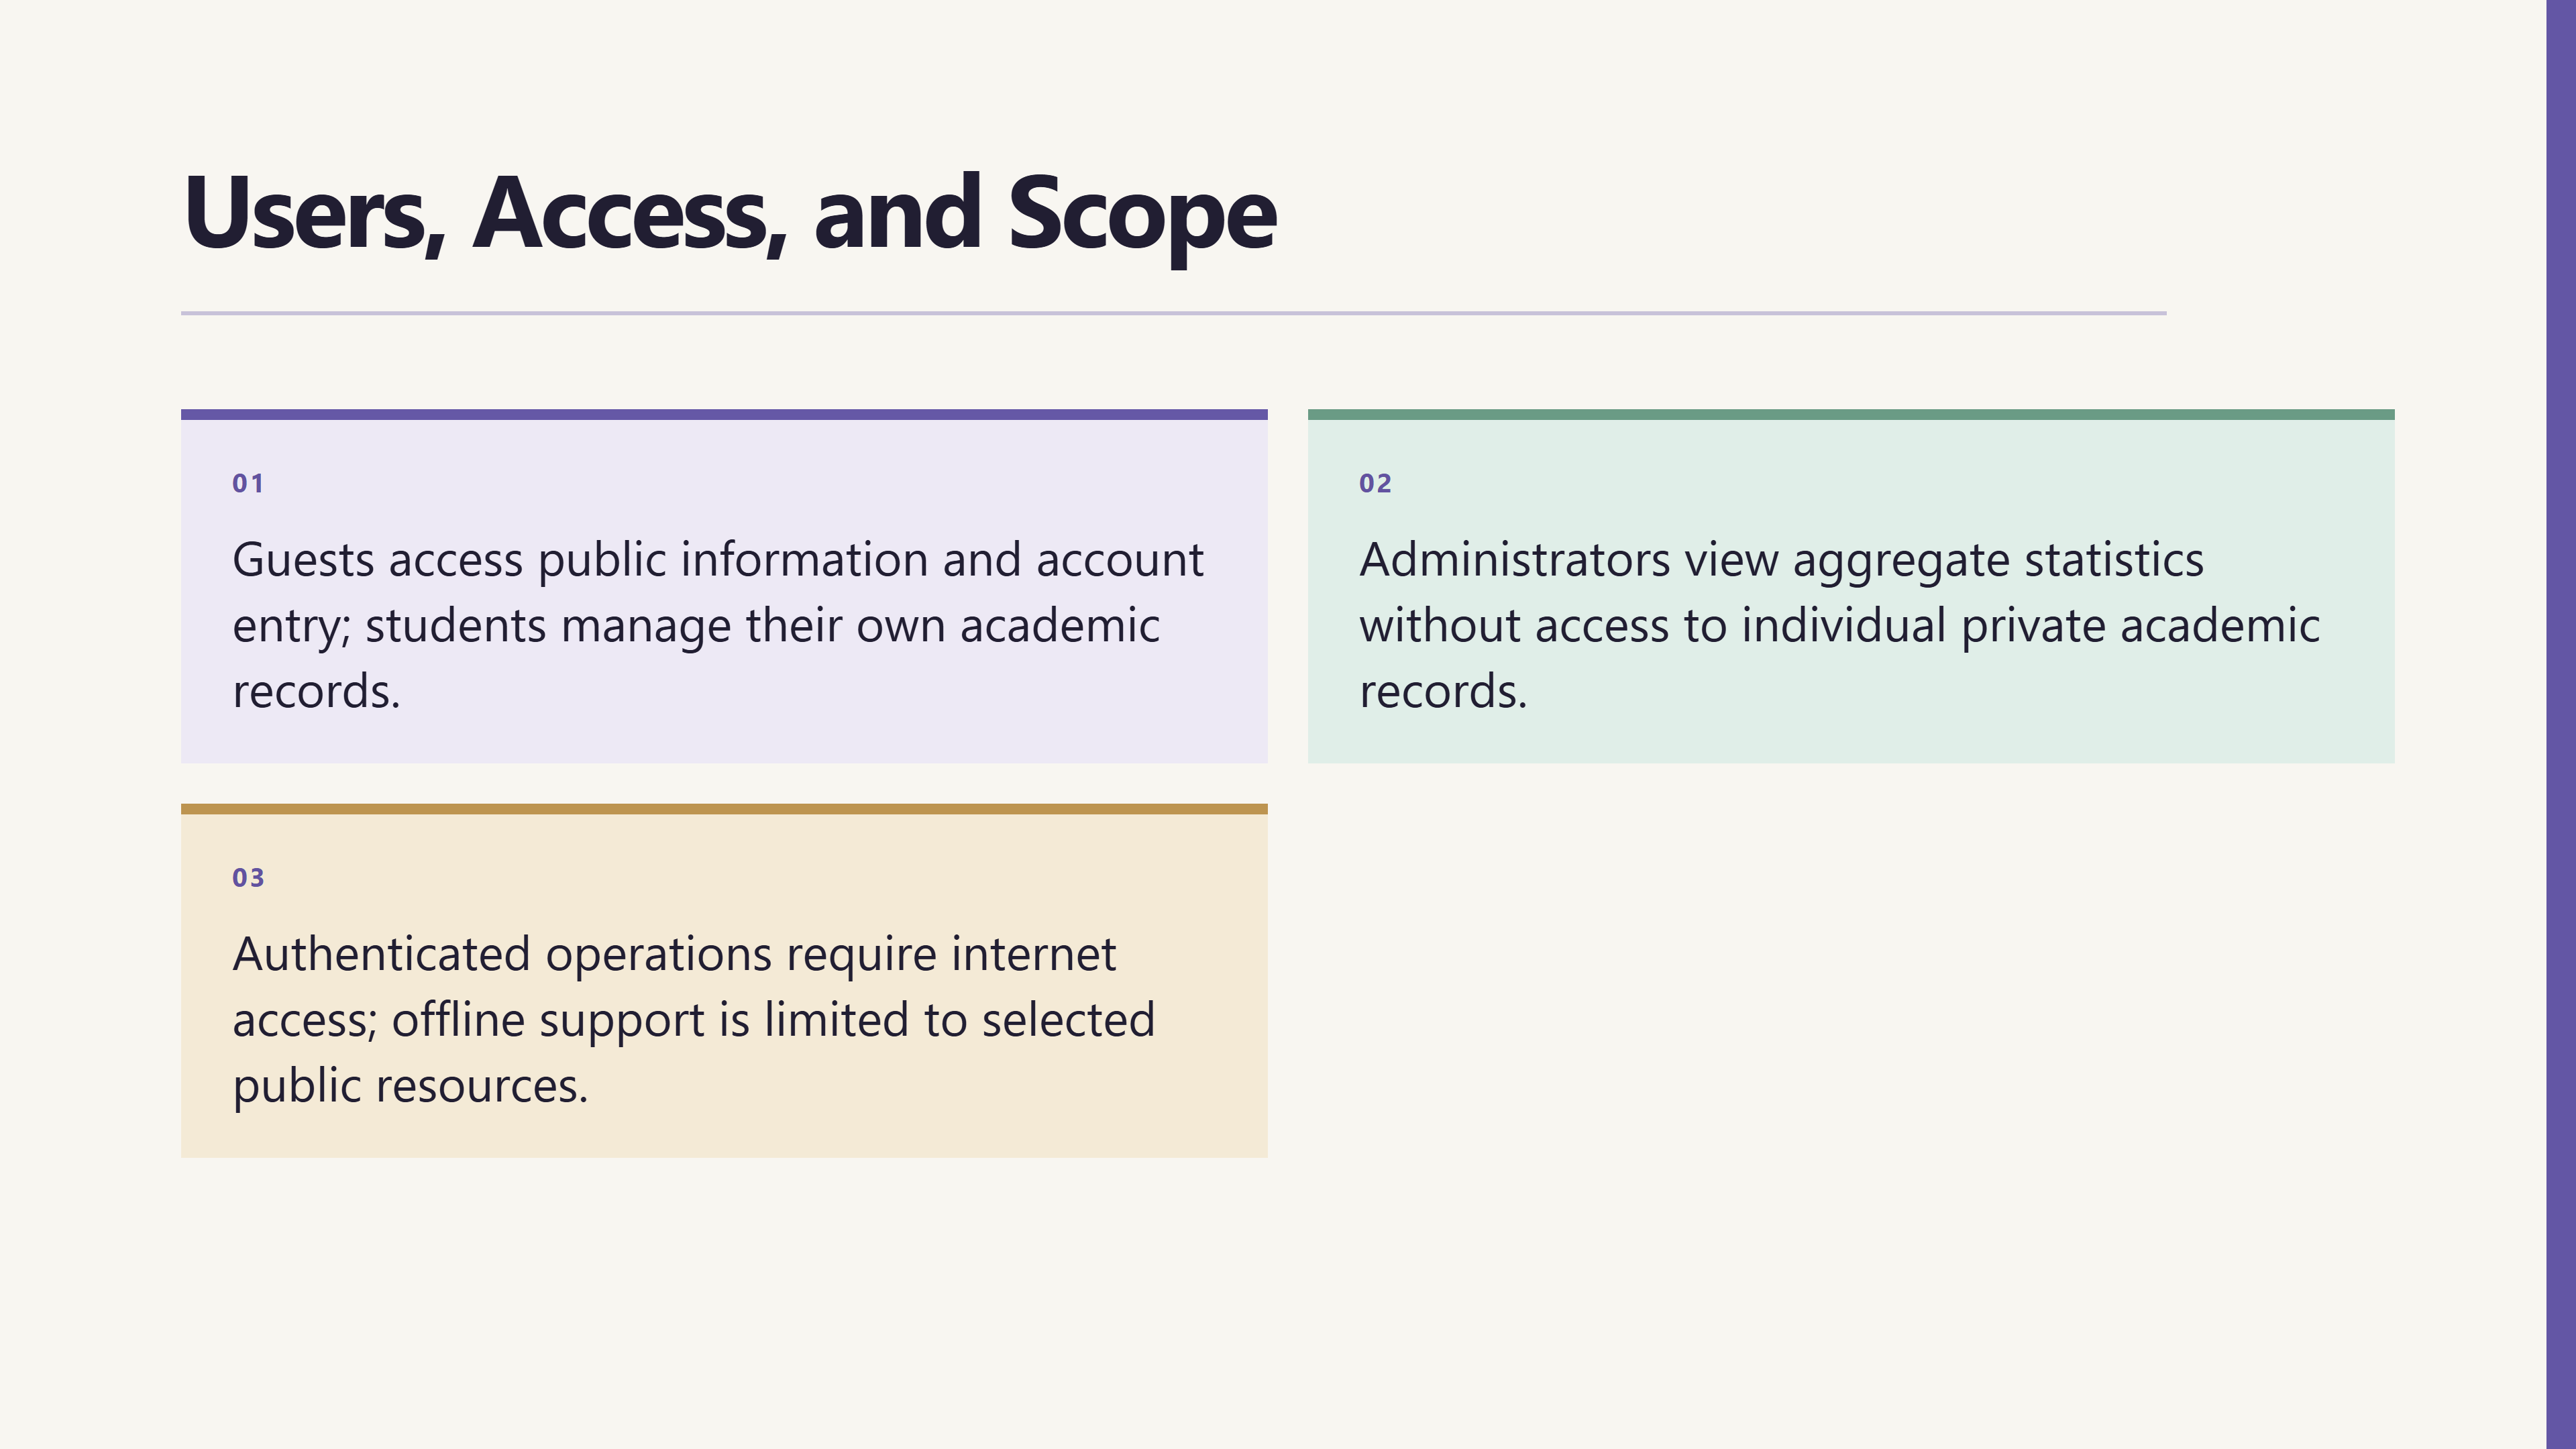 Users, Access, and Scope
01
Guests access public information and account
entry; students manage their own academic
records.
02
Administrators view aggregate statistics
without access to individual private academic
records.
03
Authenticated operations require internet
access; offline support is limited to selected
public resources.